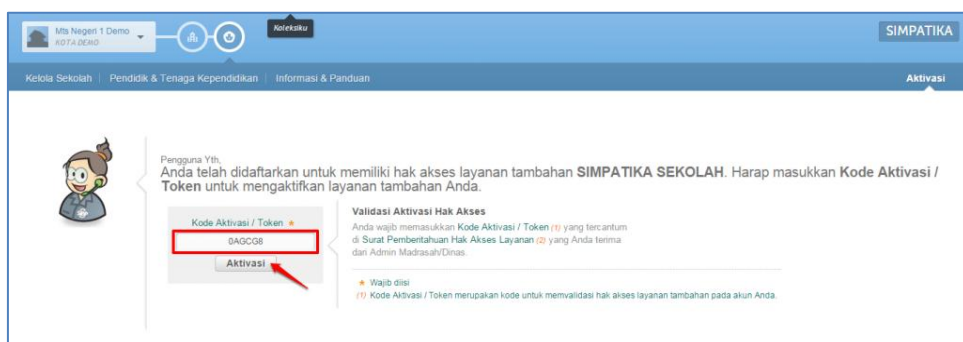 Mts Negeri 1 Demo
KOTA DEMO
Koleksiku
SIMPATIKA
Kelola Sekolah | Pendidik & Tenaga Kependidikan | Informasi & Panduan
Aktivasi
Pengguna Yth,
Anda telah didaftarkan untuk memiliki hak akses layanan tambahan SIMPATIKA SEKOLAH. Harap masukkan Kode Aktivasi /
Token untuk mengaktifkan layanan tambahan Anda.
Kode Aktivasi / Token ★
0AGCG8
Aktivasi
Validasi Aktivasi Hak Akses
Anda wajib memasukkan Kode Aktivasi / Token (1) yang tercantum
di Surat Pemberitahuan Hak Akses Layanan (2) yang Anda terima
dari Admin Madrasah/Dinas.
★ Wajib diisi
(1) Kode Aktivasi / Token merupakan kode untuk memvalidasi hak akses layanan tambahan pada akun Anda.